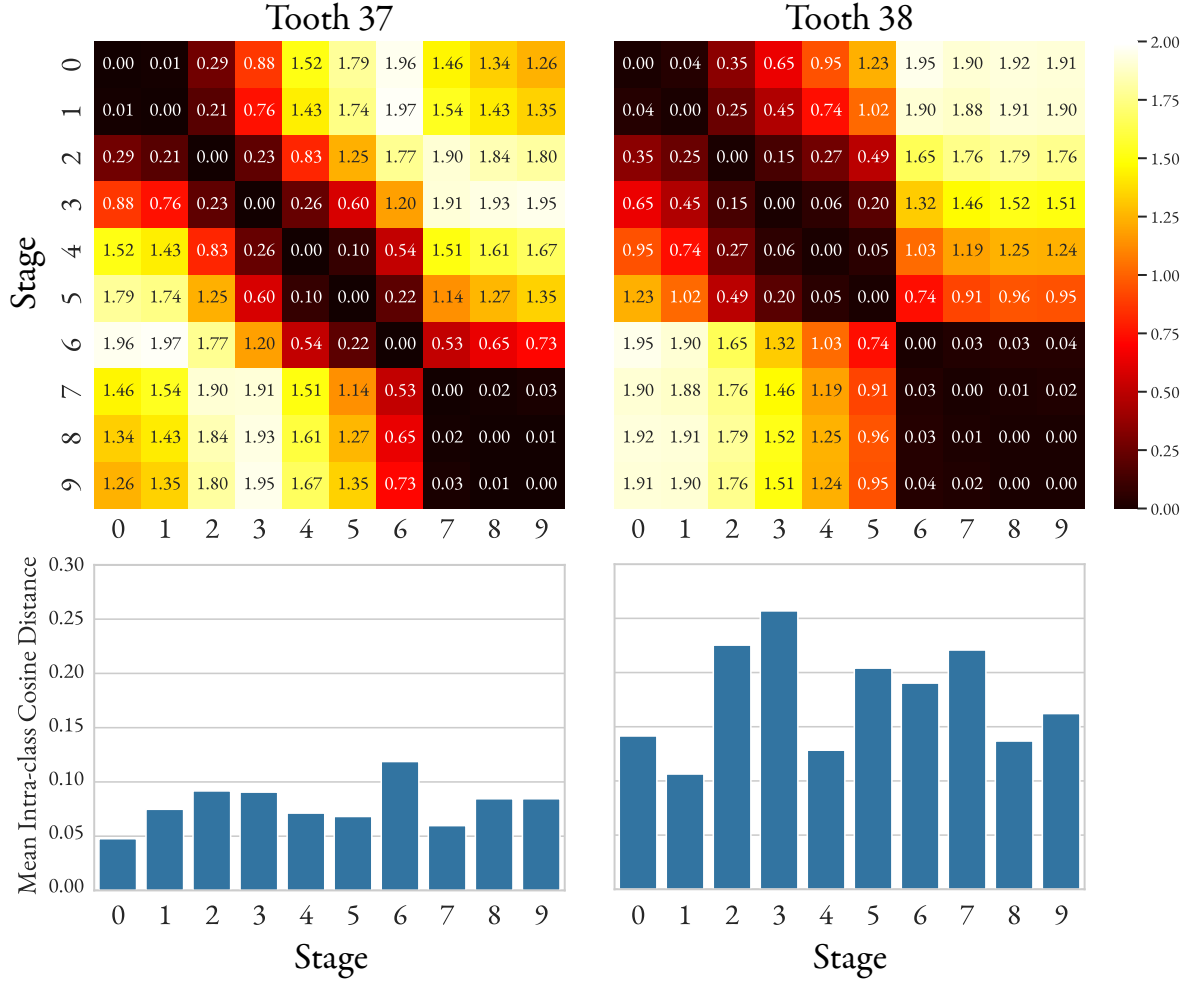 Tooth 37
Tooth 38
0 0.00 0.01 0.29 0.88 1.52 1.79 1.96 1.46 1.34 1.26
1 0.01 0.00 0.21 0.76 1.43 1.74 1.97 1.54 1.43 1.35
2 0.29 0.21 0.00 0.23 0.83 1.25 1.77 1.90 1.84 1.80
3 0.88 0.76 0.23 0.00 0.26 0.60 1.20 1.91 1.93 1.95
4 1.52 1.43 0.83 0.26 0.00 0.10 0.54 1.51 1.61 1.67
5 1.79 1.74 1.25 0.60 0.10 0.00 0.22 1.14 1.27 1.35
6 1.96 1.97 1.77 1.20 0.54 0.22 0.00 0.53 0.65 0.73
7 1.46 1.54 1.90 1.91 1.51 1.14 0.53 0.00 0.02 0.03
8 1.34 1.43 1.84 1.93 1.61 1.27 0.65 0.02 0.00 0.01
9 1.26 1.35 1.80 1.95 1.67 1.35 0.73 0.03 0.01 0.00
Stage
0 1 2 3 4 5 6 7 8 9
0.00 0.04 0.35 0.65 0.95 1.23 1.95 1.90 1.92 1.91
0.04 0.00 0.25 0.45 0.74 1.02 1.90 1.88 1.91 1.90
0.35 0.25 0.00 0.15 0.27 0.49 1.65 1.76 1.79 1.76
0.65 0.45 0.15 0.00 0.06 0.20 1.32 1.46 1.52 1.51
0.95 0.74 0.27 0.06 0.00 0.05 1.03 1.19 1.25 1.24
1.23 1.02 0.49 0.20 0.05 0.00 0.74 0.91 0.96 0.95
1.95 1.90 1.65 1.32 1.03 0.74 0.00 0.03 0.03 0.04
1.90 1.88 1.76 1.46 1.19 0.91 0.03 0.00 0.01 0.02
1.92 1.91 1.79 1.52 1.25 0.96 0.03 0.01 0.00 0.00
1.91 1.90 1.76 1.51 1.24 0.95 0.04 0.02 0.00 0.00
0 1 2 3 4 5 6 7 8 9
2.00
1.75
1.50
1.25
1.00
0.75
0.50
0.25
0.00
Mean Intra-class Cosine Distance
0.30
0.25
0.20
0.15
0.10
0.05
0.00
0 1 2 3 4 5 6 7 8 9
Stage
0 1 2 3 4 5 6 7 8 9
Stage